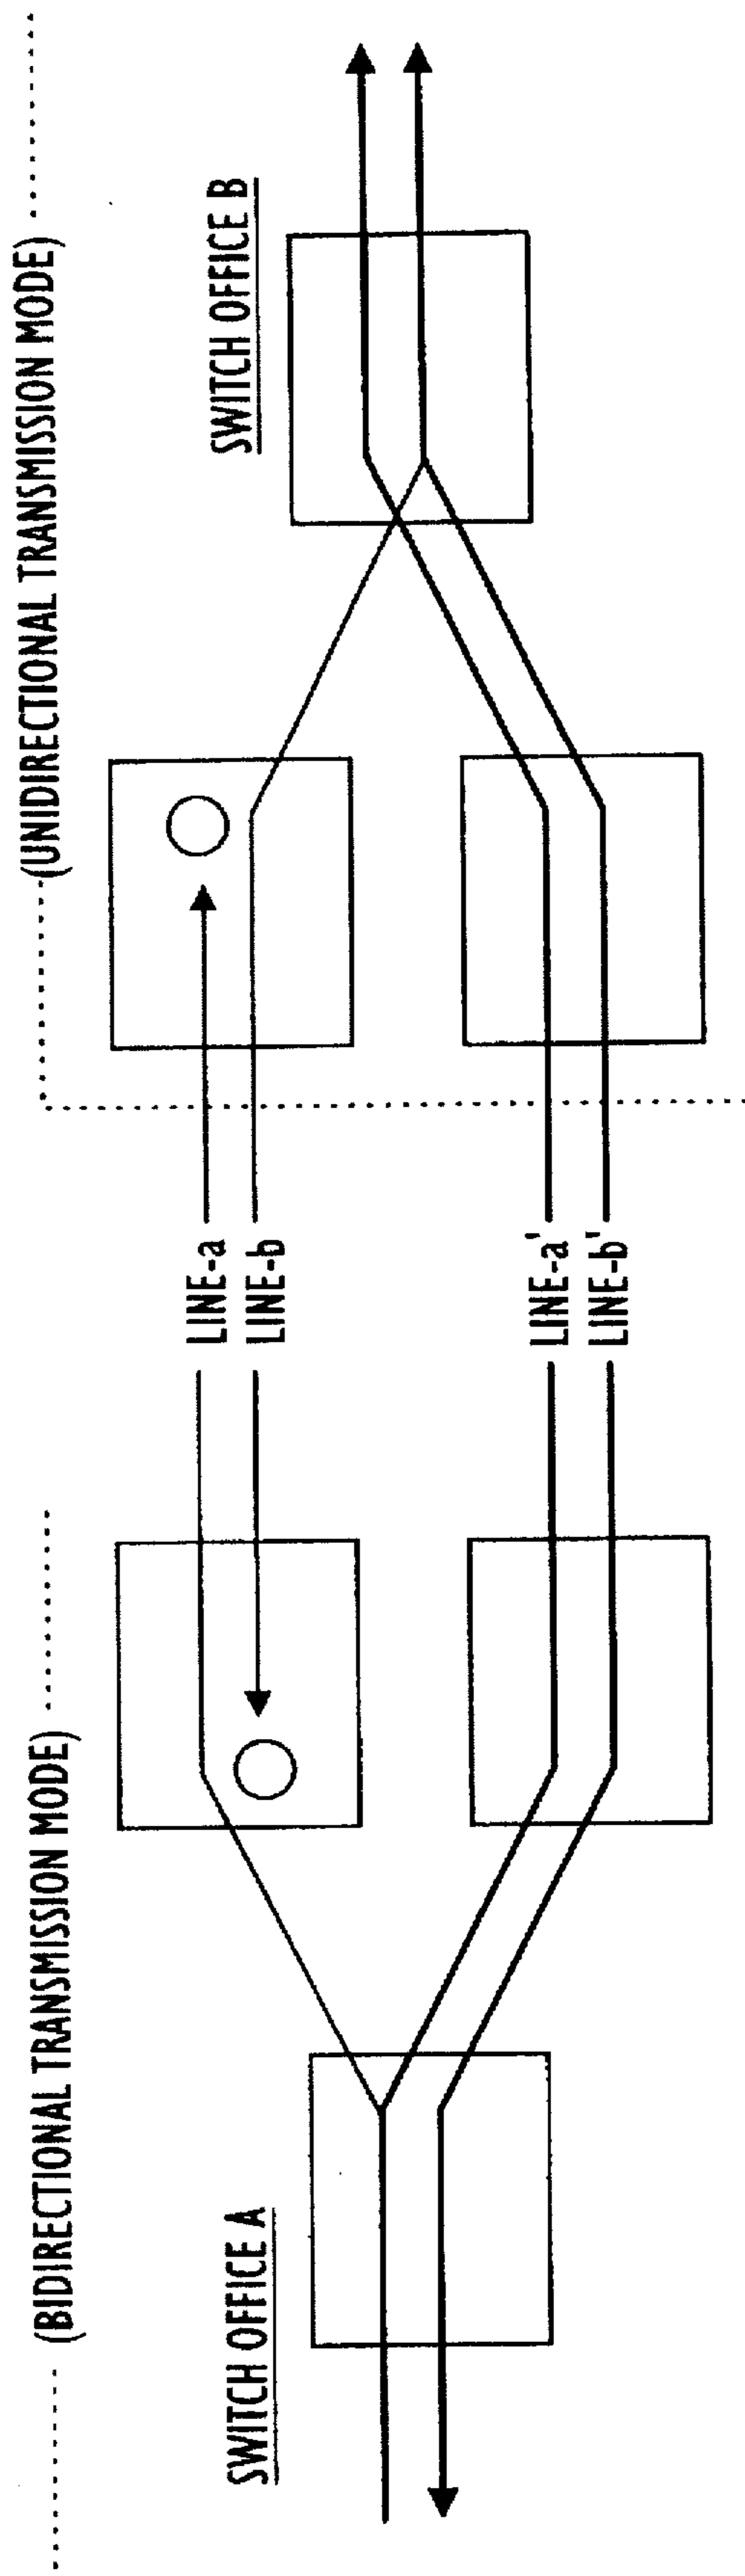 (BIDIRECTIONAL TRANSMISSION MODE)
(UNIDIRECTIONAL TRANSMISSION MODE)
SWITCH OFFICE A
SWITCH OFFICE B
LINE-a
LINE-b
LINE-a'
LINE-b'